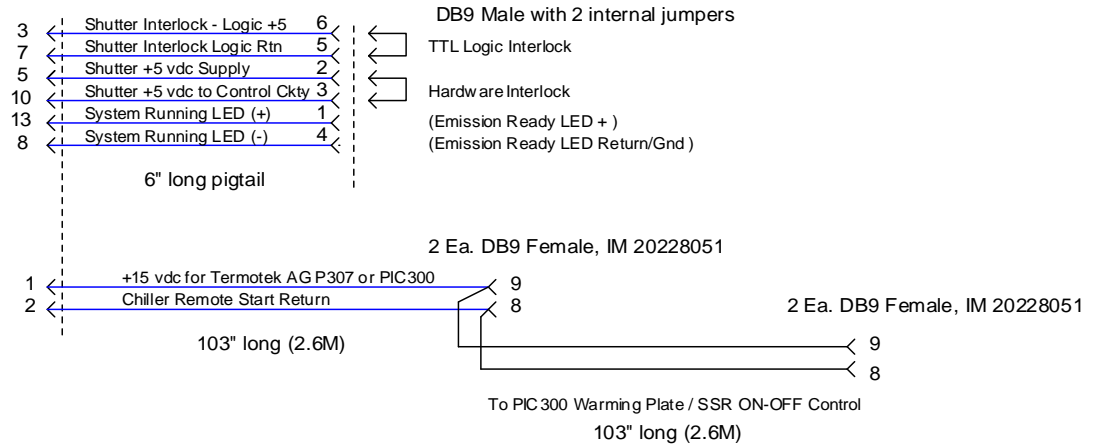 DB9 Male with 2 internal jumpers
3 Shutter Interlock - Logic +5 6
7 Shutter Interlock Logic Rtn 5
TTL Logic Interlock
5 Shutter +5 vdc Supply 2
10 Shutter +5 vdc to Control Ckty 3
Hardware Interlock
13 System Running LED (+) 1
(Emission Ready LED + )
8 System Running LED (-) 4
(Emission Ready LED Return/Gnd )
6" long pigtail
2 Ea. DB9 Female, IM 20228051
1 +15 vdc for Termotek AG P307 or PIC300 9
2 Chiller Remote Start Return 8
2 Ea. DB9 Female, IM 20228051
103" long (2.6M)
9
8
To PIC300 Warming Plate / SSR ON-OFF Control
103" long (2.6M)